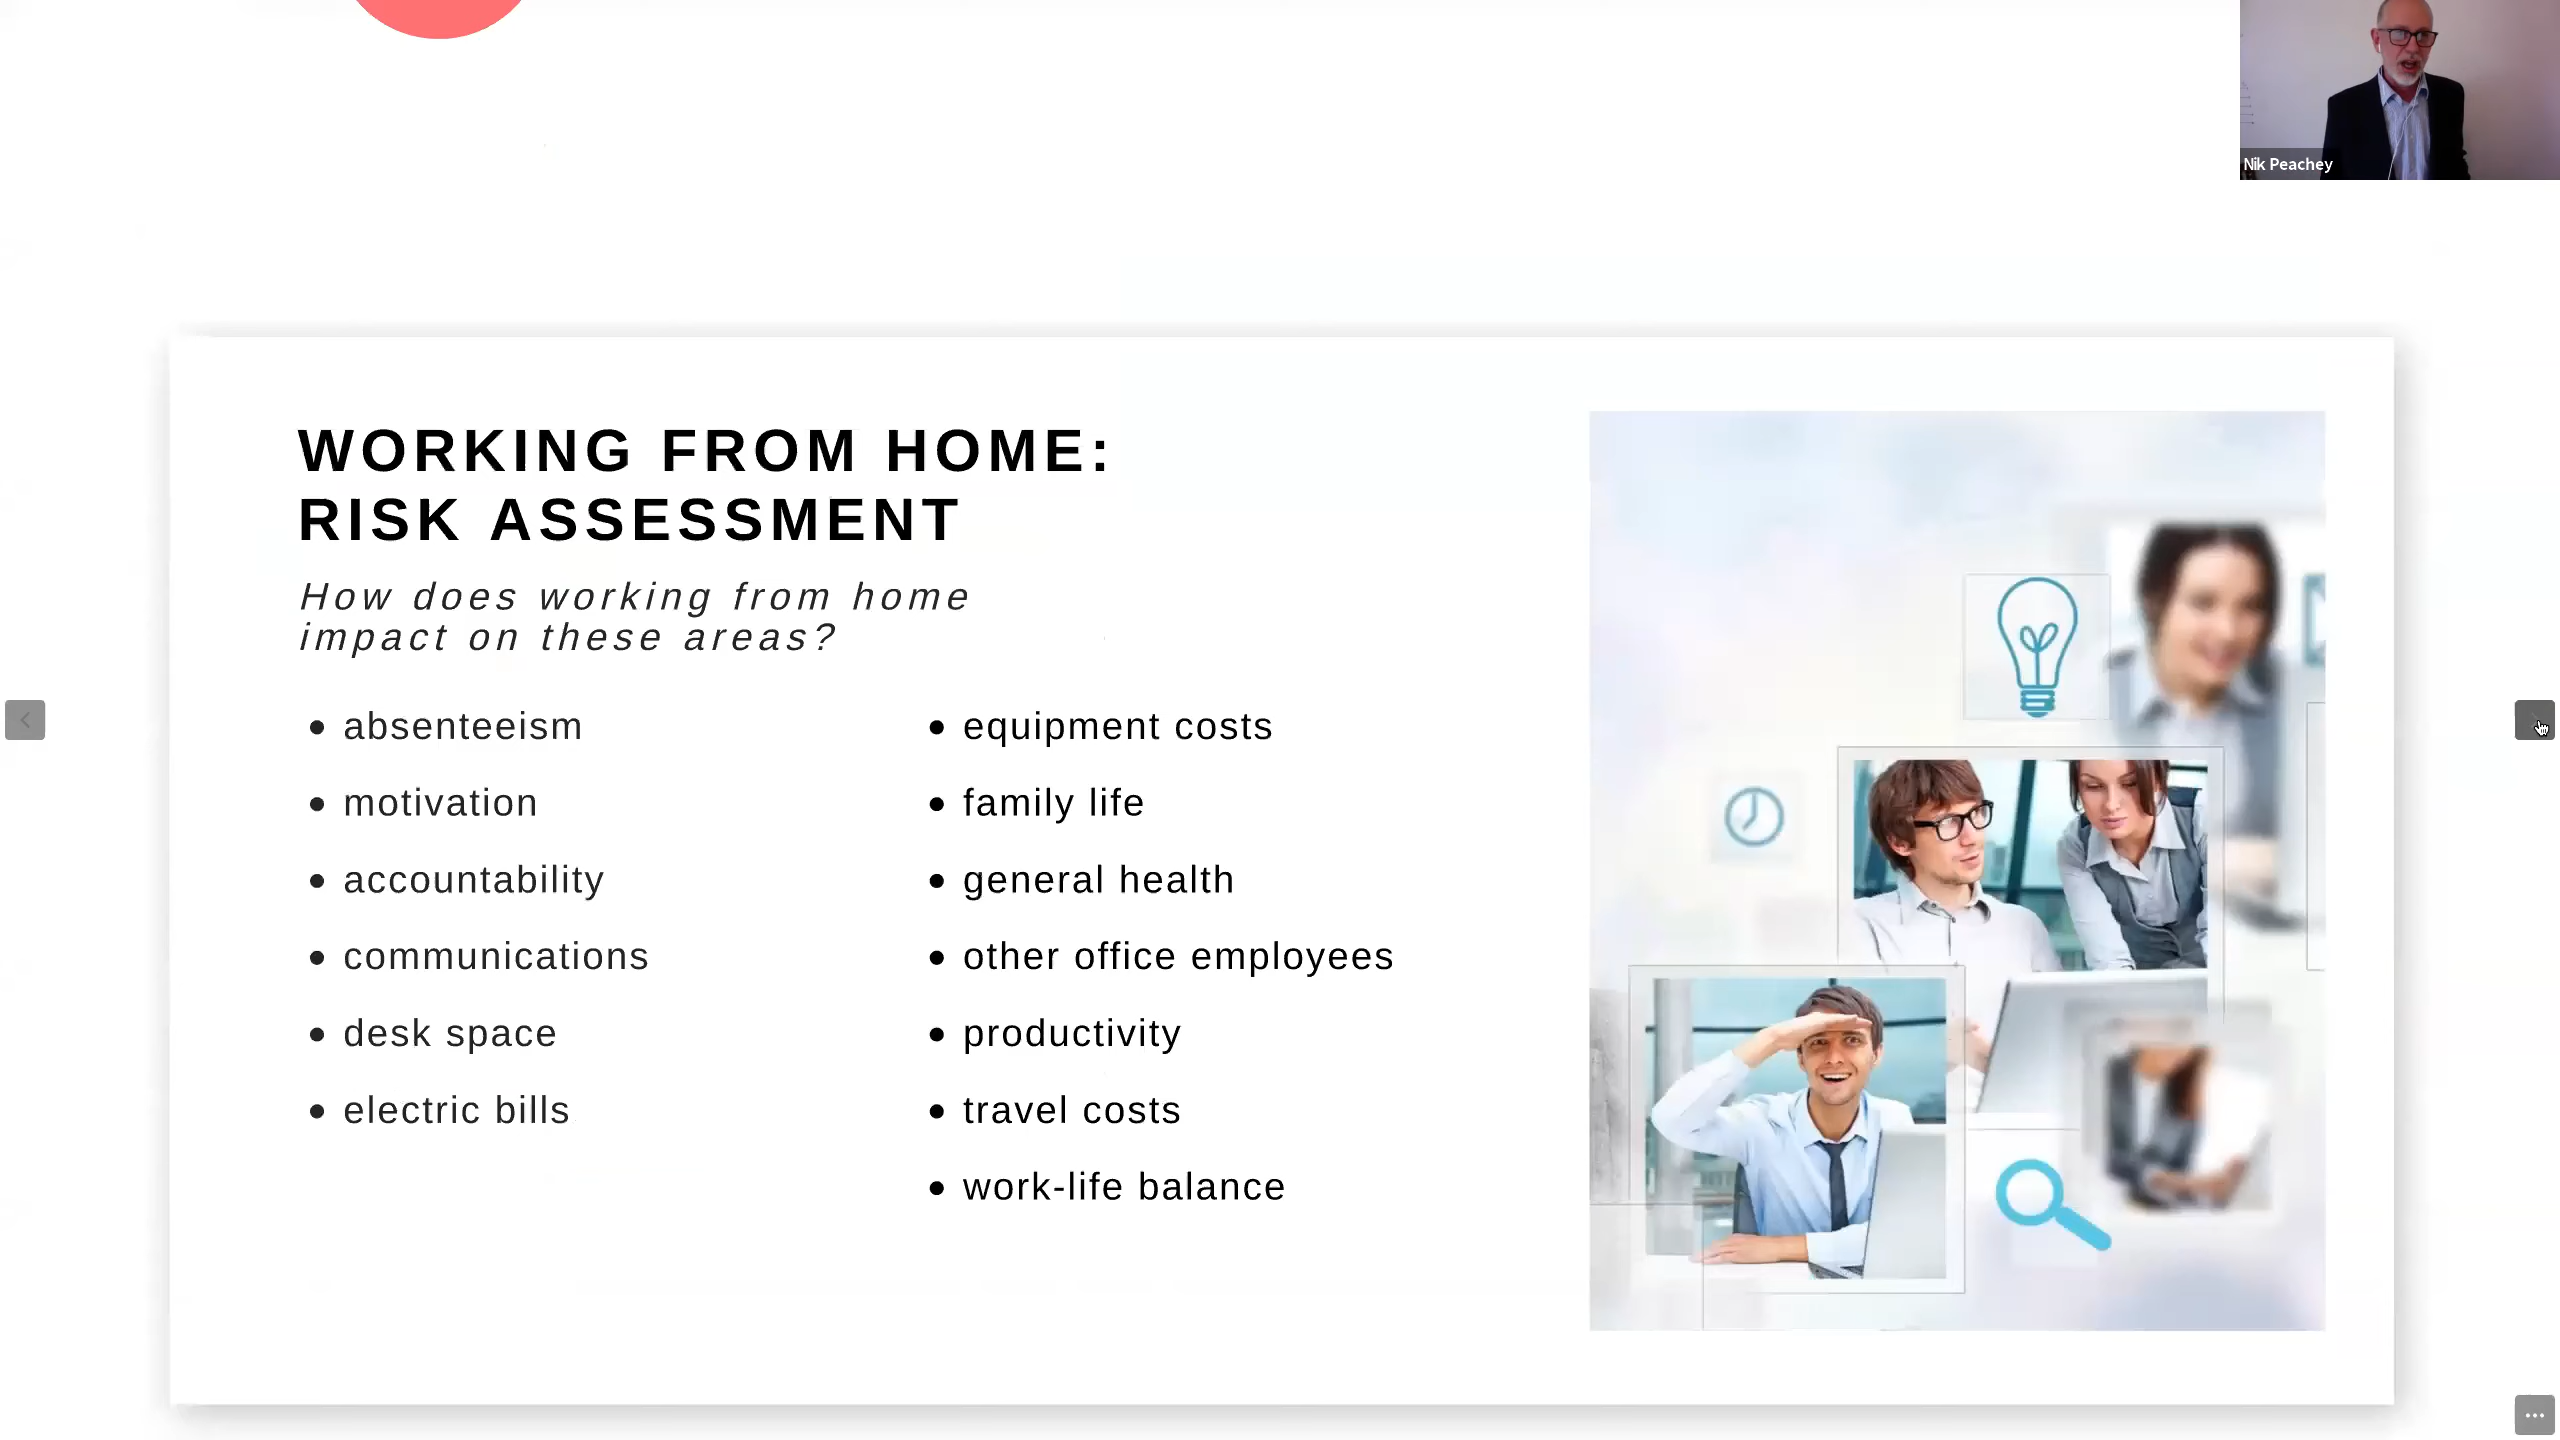 Nik Peachey
WORKING FROM HOME:
RISK ASSESSMENT
How does working from home
impact on these areas?
absenteeism
motivation
accountability
communications
desk space
electric bills
equipment costs
family life
general health
other office employees
productivity
travel costs
work-life balance